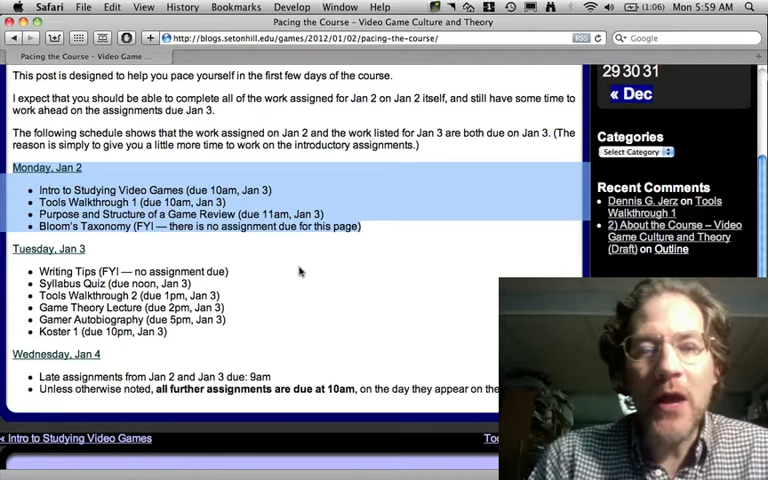 Safari File Edit View History Bookmarks Develop Window Help (1:06) Mon 5:59 AM
Pacing the Course – Video Game Culture and Theory
http://blogs.setonhill.edu/games/2012/01/02/pacing-the-course/ RSS Google
Pacing the Course – Video Game ...
This post is designed to help you pace yourself in the first few days of the course.
I expect that you should be able to complete all of the work assigned for Jan 2 on Jan 2 itself, and still have some time to
work ahead on the assignments due Jan 3.
The following schedule shows that the work assigned on Jan 2 and the work listed for Jan 3 are both due on Jan 3. (The
reason is simply to give you a little more time to work on the introductory assignments.)
Monday, Jan 2
• Intro to Studying Video Games (due 10am, Jan 3)
• Tools Walkthrough 1 (due 10am, Jan 3)
• Purpose and Structure of a Game Review (due 11am, Jan 3)
• Bloom's Taxonomy (FYI — there is no assignment due for this page)
Tuesday, Jan 3
• Writing Tips (FYI — no assignment due)
• Syllabus Quiz (due noon, Jan 3)
• Tools Walkthrough 2 (due 1pm, Jan 3)
• Game Theory Lecture (due 2pm, Jan 3)
• Gamer Autobiography (due 5pm, Jan 3)
• Koster 1 (due 10pm, Jan 3)
Wednesday, Jan 4
• Late assignments from Jan 2 and Jan 3 due: 9am
• Unless otherwise noted, all further assignments are due at 10am, on the day they appear on the
« Intro to Studying Video Games
29 30 31
« Dec
Categories
Select Category
Recent Comments
Dennis G. Jerz on Tools
Walkthrough 1
2) About the Course – Video
Game Culture and Theory
(Draft) on Outline